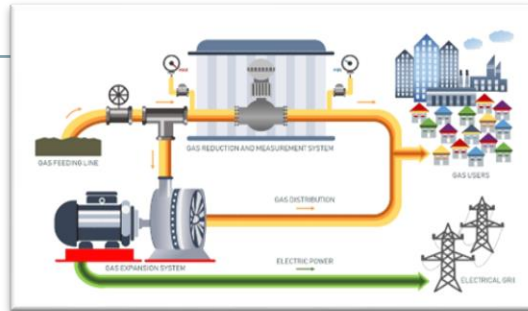 GAS REDUCTION AND MEASUREMENT SYSTEM
GAS FEEDING LINE
GAS USERS
GAS DISTRIBUTION
GAS EXPANSION SYSTEM
ELECTRIC POWER
ELECTRICAL GRID